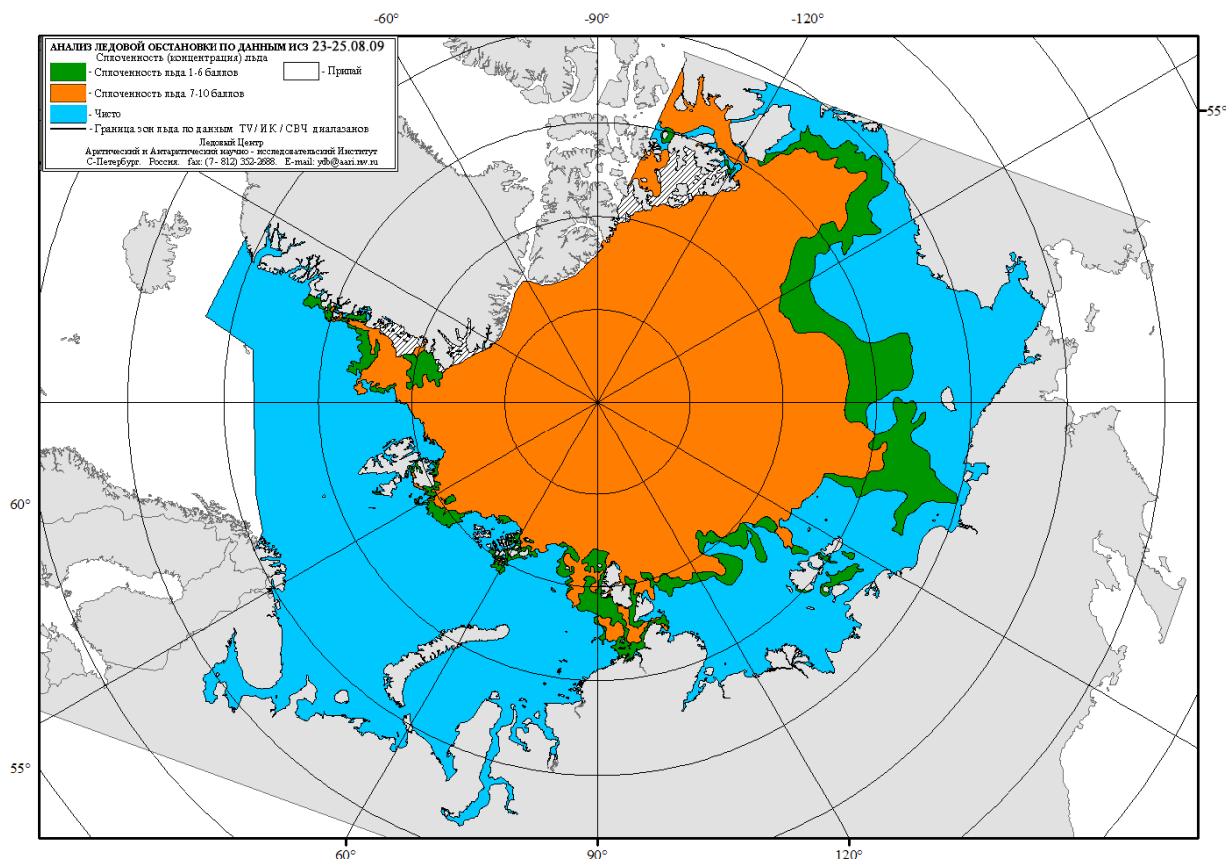 -60°
-90°
-120°
АНАЛИЗ ЛЕДОВОЙ ОБСТАНОВКИ ПО ДАННЫМ ИСЗ 23-25.08.09
Сплоченность (концентрация) льда
- Сплоченность льда 1-6 баллов
- Припай
- Сплоченность льда 7-10 баллов
- Чисто
- Граница зон льда по данным TV/ИК/СВЧ диапазонов
Ледовый Центр
Арктический и Антарктический научно - исследовательский Институт
С-Петербург. Россия. fax: (7- 812) 352-2688. E-mail: ydb@aari.nw.ru
55°
60°
55°
60°
90°
120°